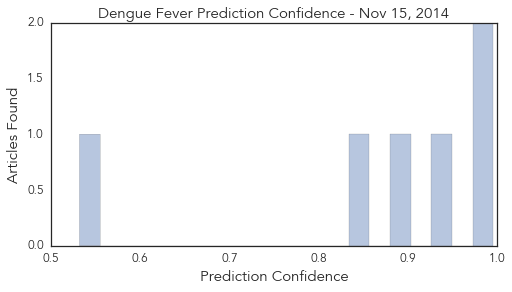 Dengue Fever Prediction Confidence - Nov 15, 2014
2.0
1.5
1.0
0.5
0.0
Articles Found
0.5 0.6 0.7 0.8 0.9 1.0
Prediction Confidence